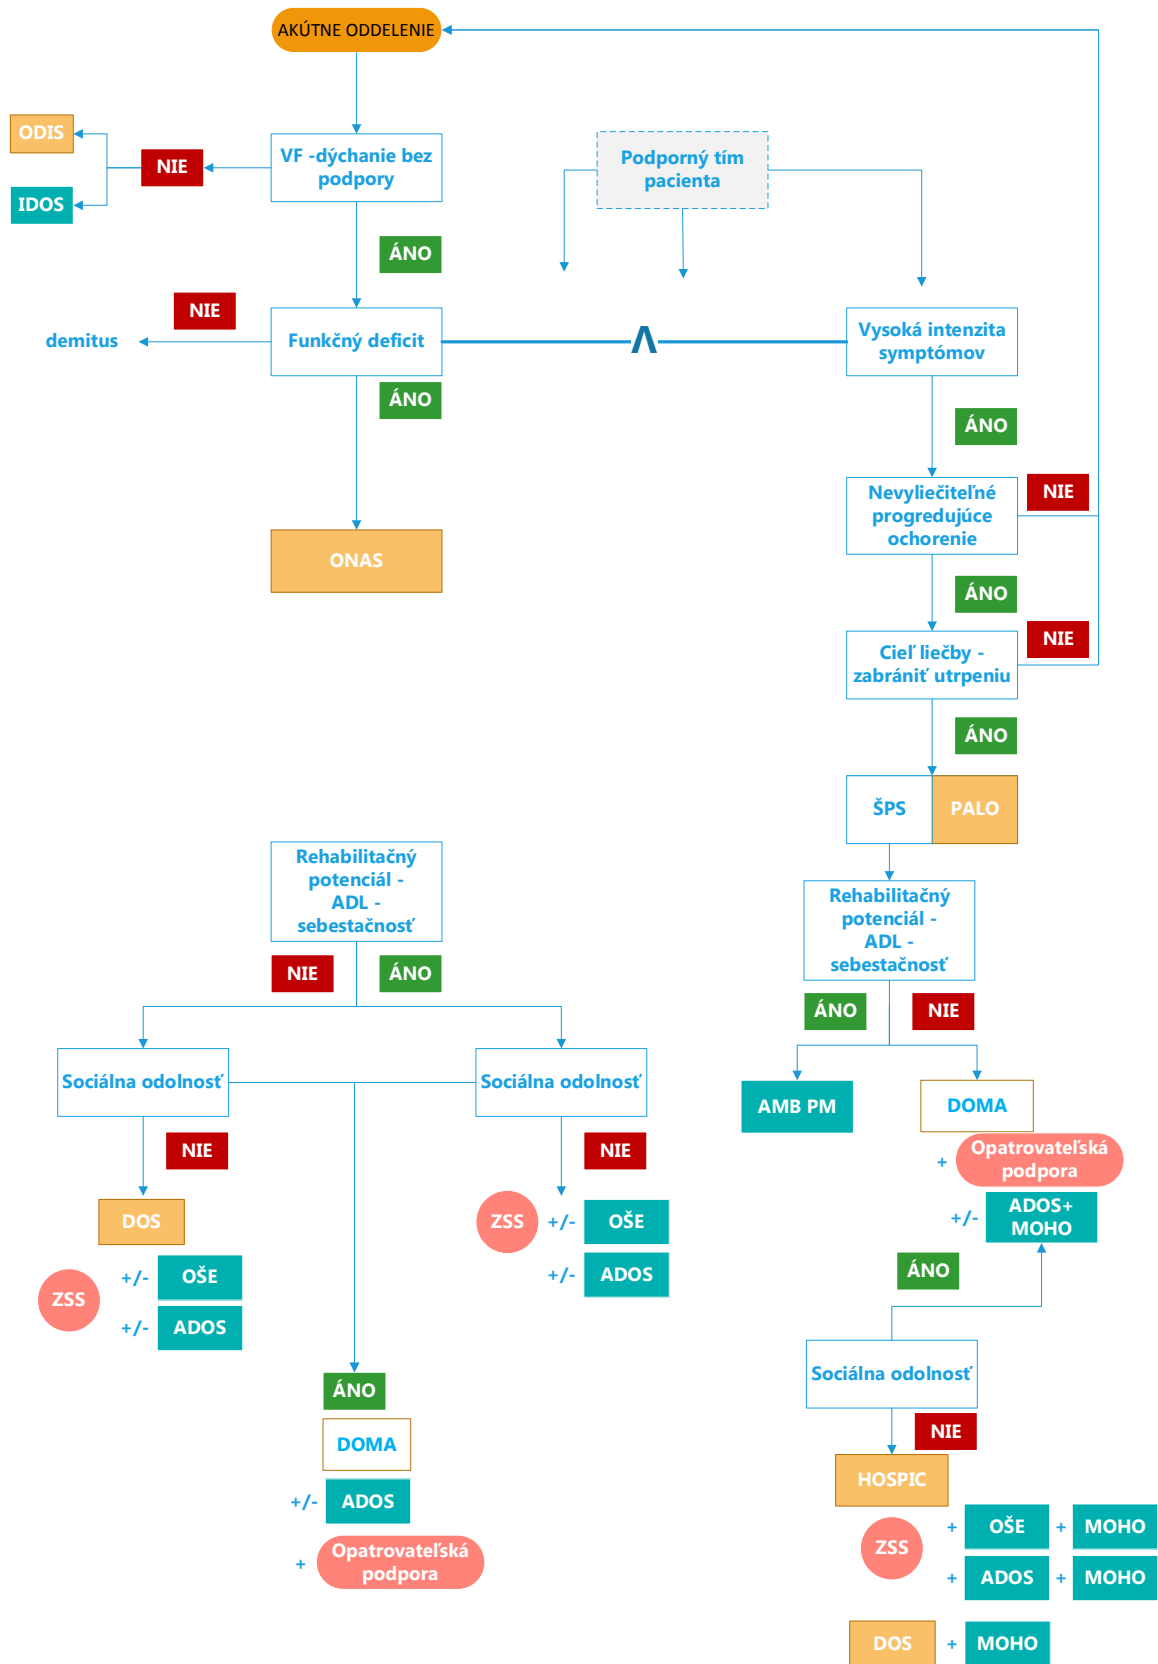 AKÚTNE ODDELENIE
ODIS
NIE
IDOS
VF -dýchanie bez
podpory
Podporný tím
pacienta
ÁNO
NIE
demitus
Funkčný deficit
Λ
Vysoká intenzita
symptómov
ÁNO
ÁNO
Nevyliečiteľné
progredujúce
ochorenie
NIE
ONAS
ÁNO
Cieľ liečby -
zabrániť utrpeniu
NIE
ÁNO
ŠPS
PALO
Rehabilitačný
potenciál -
ADL -
sebestačnosť
NIE
ÁNO
Rehabilitačný
potenciál -
ADL -
sebestačnosť
ÁNO
NIE
Sociálna odolnosť
Sociálna odolnosť
AMB PM
DOMA
+
Opatrovateľská
podpora
+/-
ADOS+
MOHO
NIE
NIE
DOS
ZSS
+/-
OŠE
+/-
ADOS
ZSS
+/-
OŠE
+/-
ADOS
ÁNO
Sociálna odolnosť
ÁNO
DOMA
+/-
ADOS
+
Opatrovateľská
podpora
NIE
HOSPIC
ZSS
+
OŠE
+
MOHO
+
ADOS
+
MOHO
DOS
+
MOHO